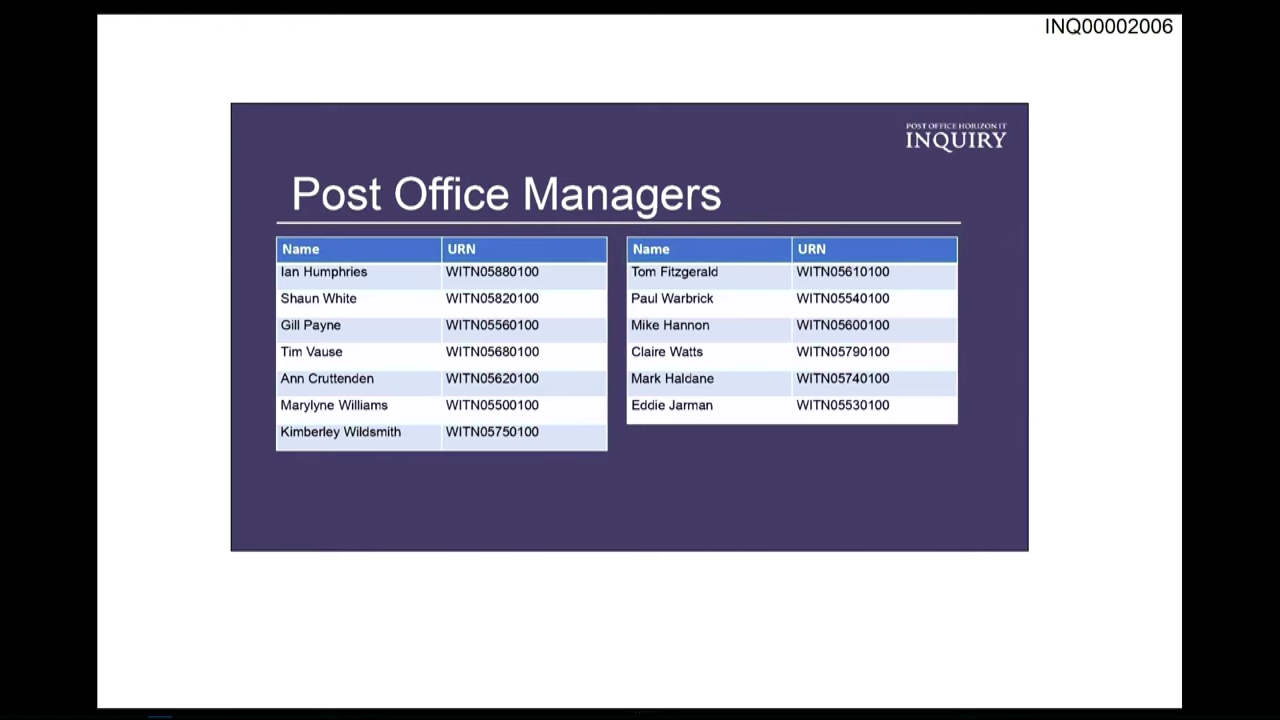 INQ00002006
POST OFFICE HORIZON IT
INQUIRY
Post Office Managers
Name URN
Ian Humphries WITN05880100
Shaun White WITN05820100
Gill Payne WITN05560100
Tim Vause WITN05680100
Ann Cruttenden WITN05620100
Marylyne Williams WITN05500100
Kimberley Wildsmith WITN05750100
Name URN
Tom Fitzgerald WITN05610100
Paul Warbrick WITN05540100
Mike Hannon WITN05600100
Claire Watts WITN05790100
Mark Haldane WITN05740100
Eddie Jarman WITN05530100